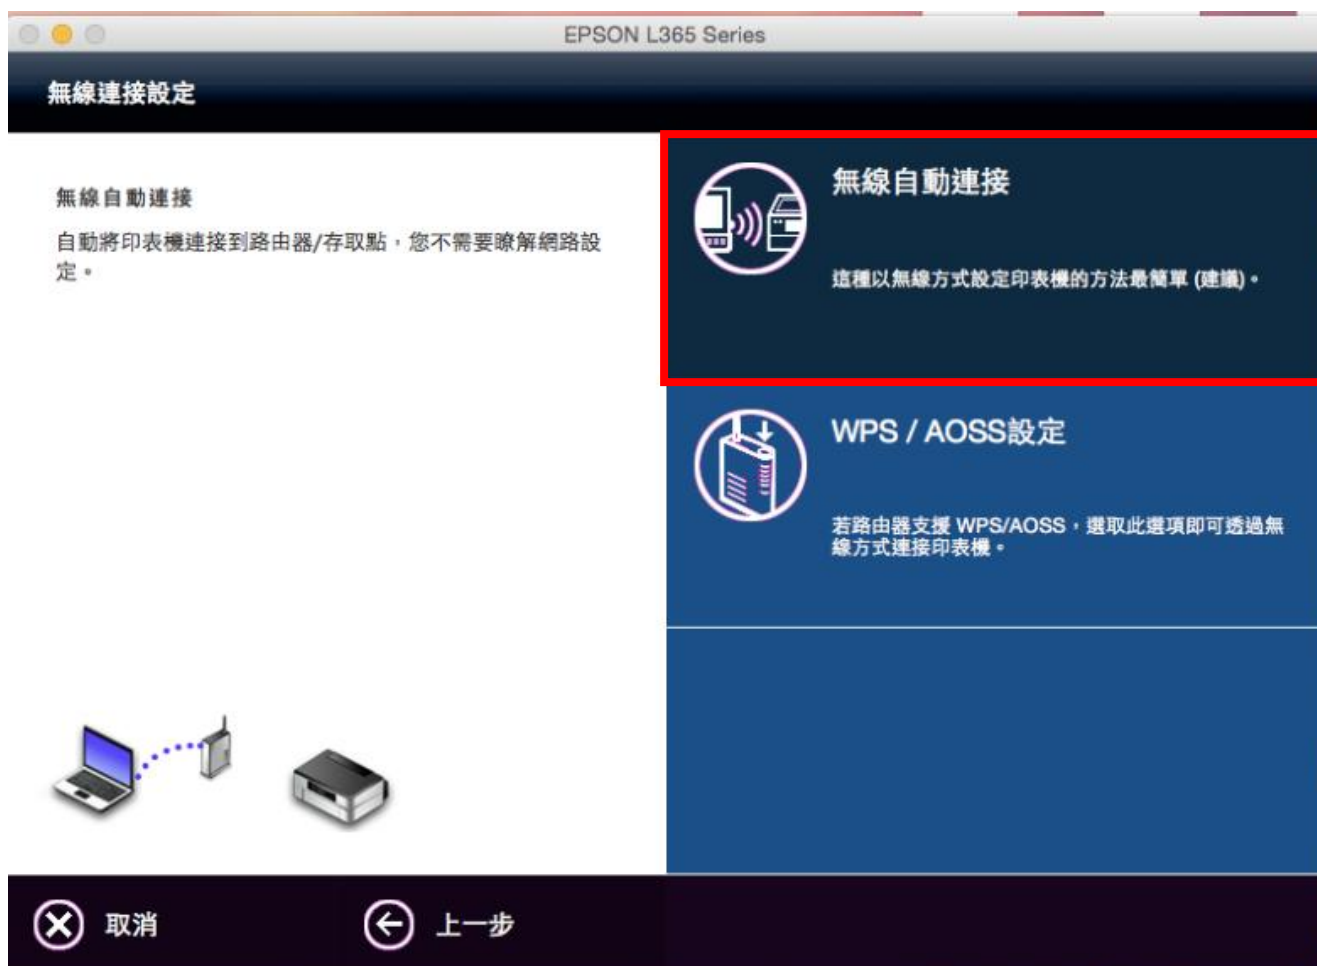 EPSON L365 Series
無線連接設定
無線自動連接
自動將印表機連接到路由器/存取點，您不需要瞭解網路設
定。
無線自動連接
這種以無線方式設定印表機的方法最簡單 (建議)。
WPS / AOSS設定
若路由器支援 WPS/AOSS，選取此選項即可透過無
線方式連接印表機。
取消
上一步